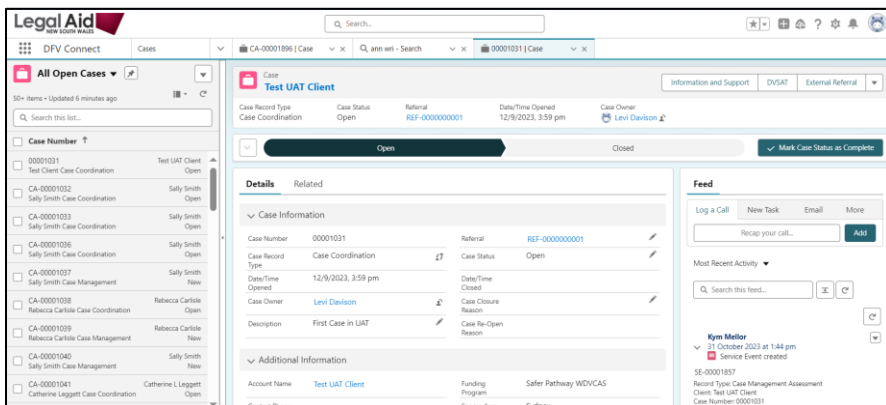 Legal Aid
NEW SOUTH WALES
Search...
DFV Connect
Cases
CA-00001896 | Case
ann wri - Search
00001031 | Case
All Open Cases
50+ items • Updated 6 minutes ago
Search this list...
Case Number ↑
00001031 Test UAT Client
Test Client Case Coordination Open
CA-00001032 Sally Smith
Sally Smith Case Coordination Open
CA-00001033 Sally Smith
Sally Smith Case Coordination Open
CA-00001036 Sally Smith
Sally Smith Case Coordination Open
CA-00001037 Sally Smith
Sally Smith Case Management New
CA-00001038 Rebecca Carlisle
Rebecca Carlisle Case Coordination Open
CA-00001039 Rebecca Carlisle
Rebecca Carlisle Case Management New
CA-00001040 Sally Smith
Sally Smith Case Management New
CA-00001041 Catherine L Leggett
Catherine Leggett Case Coordination Open
Case
Test UAT Client
Information and Support
DVSAT
External Referral
Case Record Type Case Status Referral Date/Time Opened Case Owner
Case Coordination Open REF-0000000001 12/9/2023, 3:59 pm Levi Davison
Open
Closed
Mark Case Status as Complete
Details Related
Case Information
Case Number 00001031 Referral REF-0000000001
Case Record Type Case Coordination Case Status Open
Date/Time Opened 12/9/2023, 3:59 pm Date/Time Closed
Case Owner Levi Davison Case Closure Reason
Description First Case in UAT Case Re-Open Reason
Additional Information
Account Name Test UAT Client Funding Program Safer Pathway WDVCAS
Feed
Log a Call New Task Email More
Recap your call...
Add
Most Recent Activity
Search this feed...
Kym Mellor
31 October 2023 at 1:44 pm
Service Event created
SE-00001857
Record Type: Case Management Assessment
Client: Test UAT Client
Case Number: 00001031